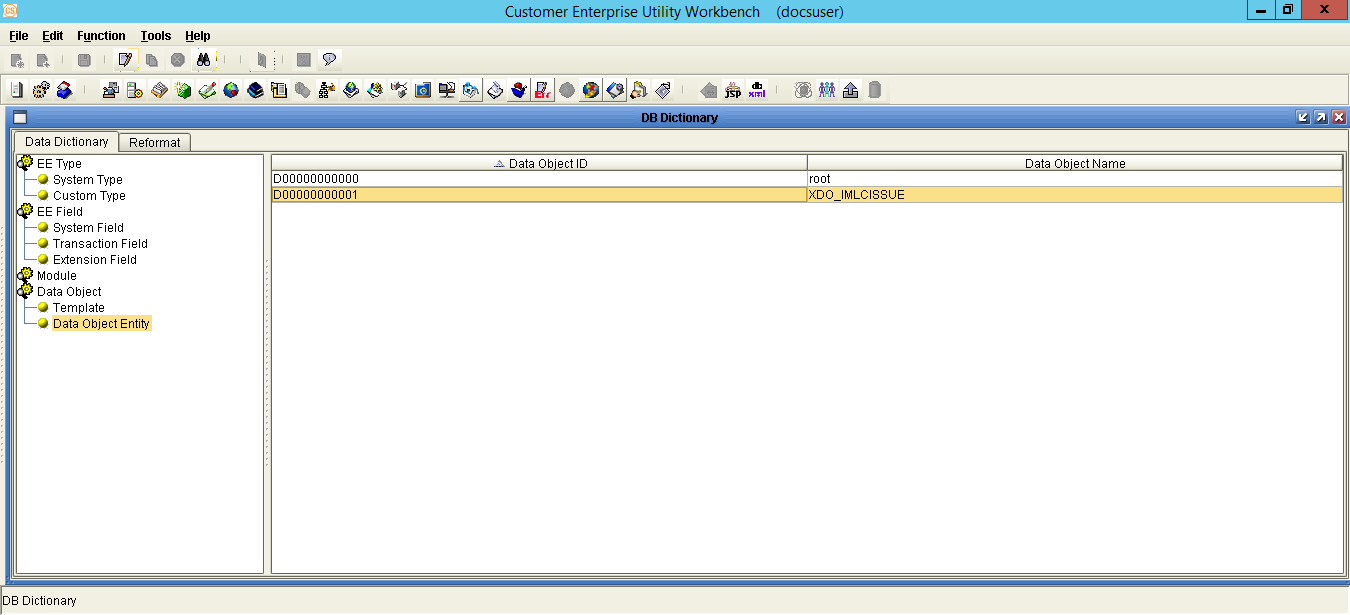 CS
Customer Enterprise Utility Workbench (docsuser)
File Edit Function Tools Help
jsp
xml
DB Dictionary
Data Dictionary Reformat
EE Type
System Type
Custom Type
EE Field
System Field
Transaction Field
Extension Field
Module
Data Object
Template
Data Object Entity
Data Object ID Data Object Name
D00000000000 root
D00000000001 XDO_IMLCISSUE
DB Dictionary